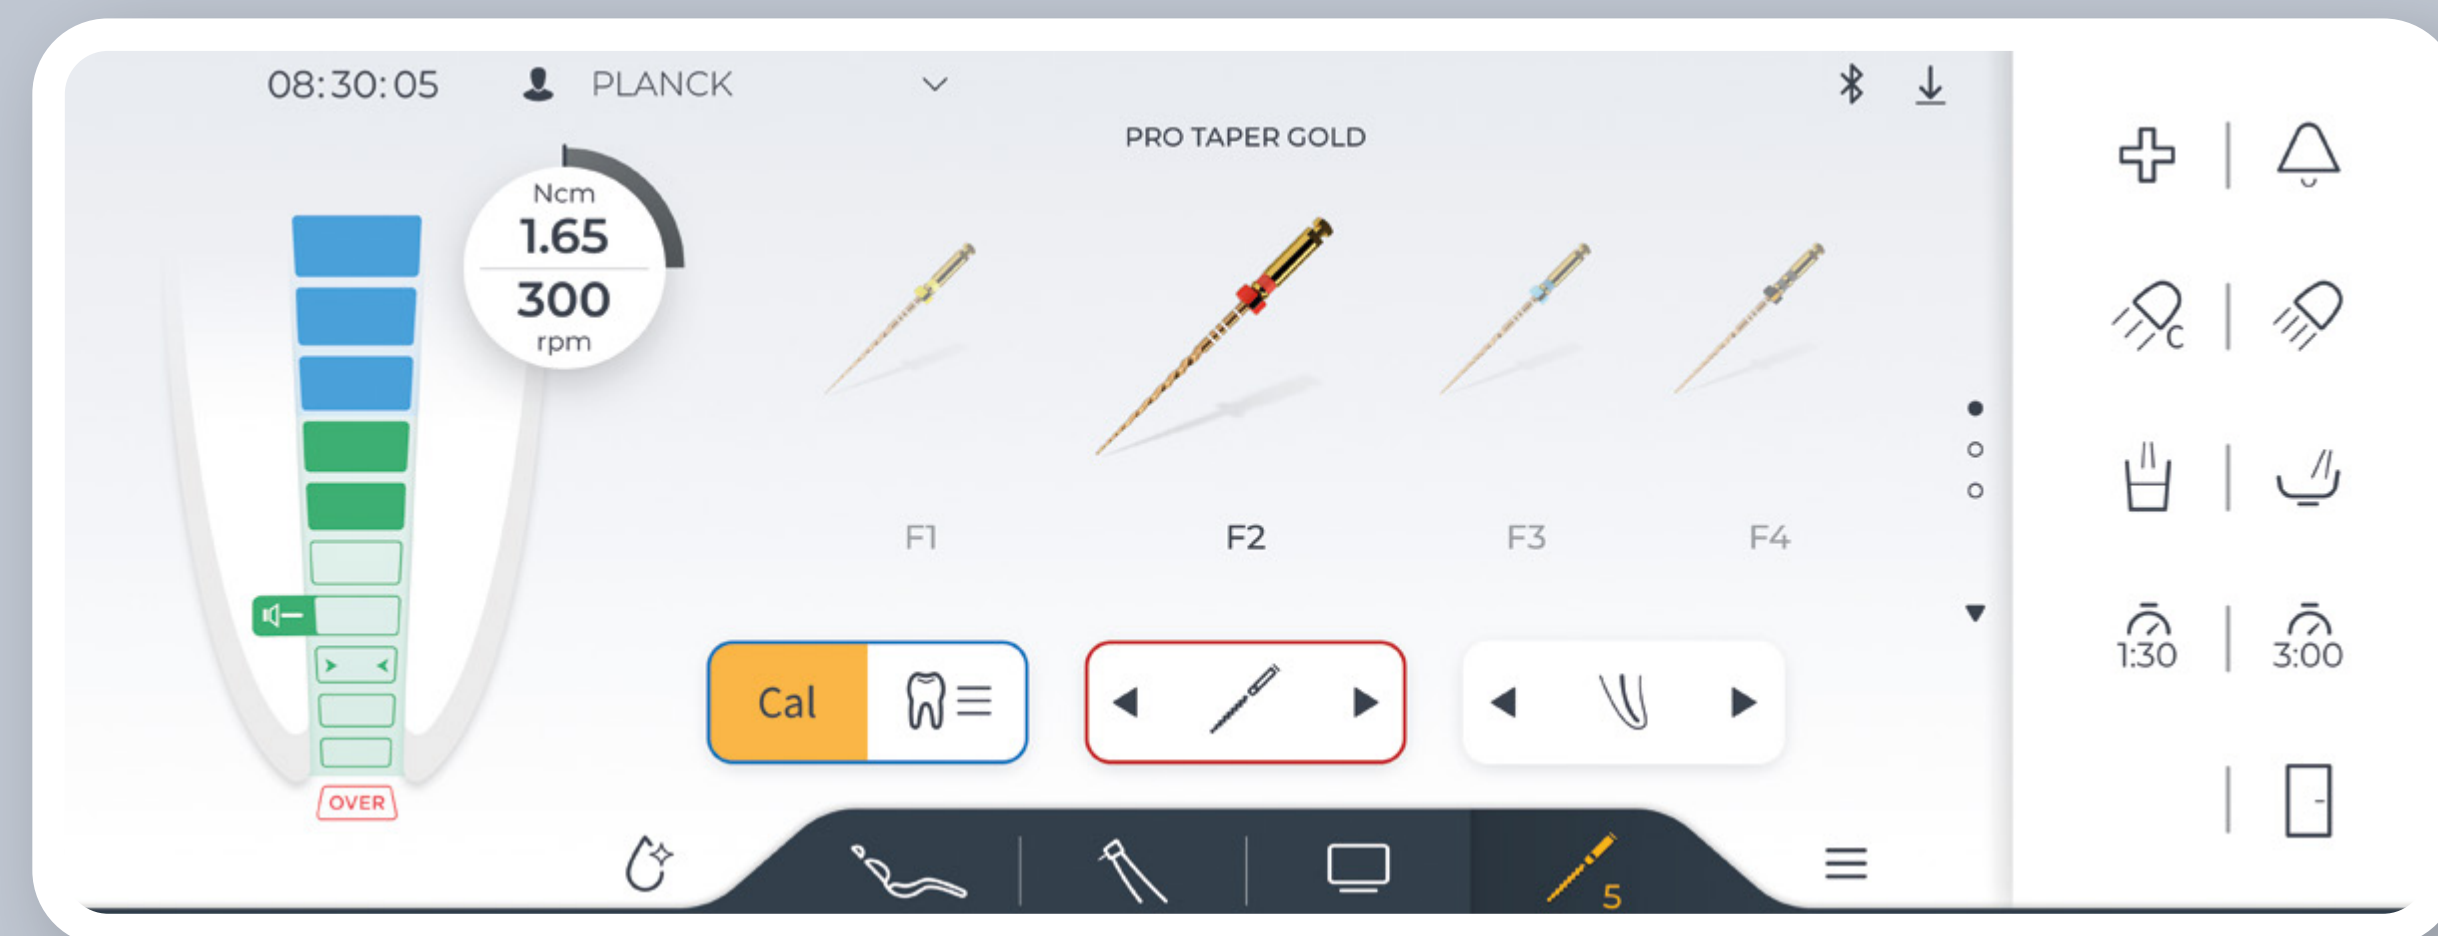 08:30:05 PLANCK
PRO TAPER GOLD
Ncm
1.65
300
rpm
C
F1 F2 F3 F4
1:30 3:00
Cal
OVER
5